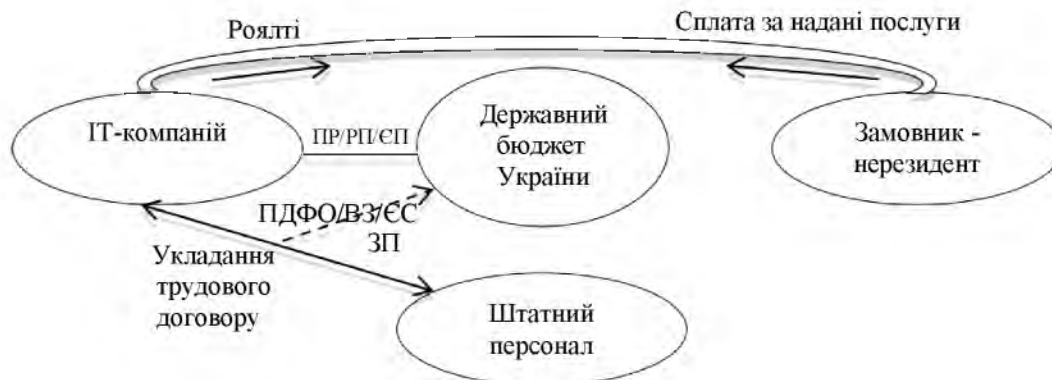 Роялті
Сплата за надані послуги
ІТ-компаній
ПР/РП/ЄП
Державний
бюджет
України
Замовник -
нерезидент
ПДФО/ВЗ/ЄС
ЗП
Укладання
трудового
договору
Штатний
персонал